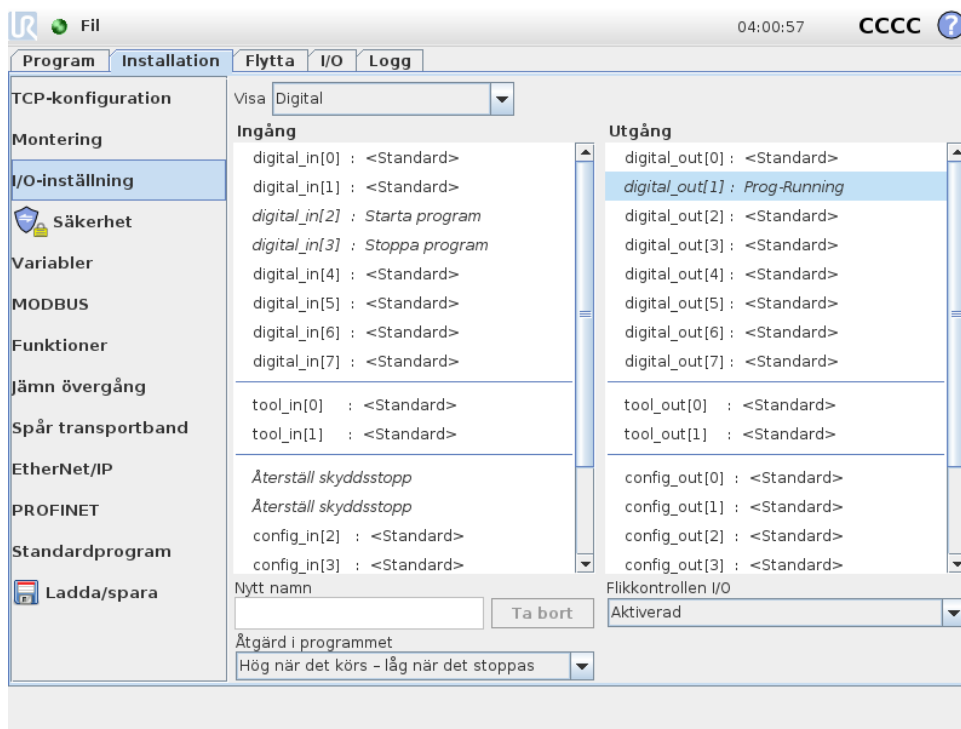 UR Fil 04:00:57 CCCC ?
Program Installation Flytta I/O Logg
TCP-konfiguration
Montering
I/O-inställning
Säkerhet
Variabler
MODBUS
Funktioner
Jämn övergång
Spår transportband
EtherNet/IP
PROFINET
Standardprogram
Ladda/spara
Visa Digital
Ingång
digital_in[0] : <Standard>
digital_in[1] : <Standard>
digital_in[2] : Starta program
digital_in[3] : Stoppa program
digital_in[4] : <Standard>
digital_in[5] : <Standard>
digital_in[6] : <Standard>
digital_in[7] : <Standard>
tool_in[0] : <Standard>
tool_in[1] : <Standard>
Återställ skyddsstopp
Återställ skyddsstopp
config_in[2] : <Standard>
config_in[3] : <Standard>
Utgång
digital_out[0] : <Standard>
digital_out[1] : Prog-Running
digital_out[2] : <Standard>
digital_out[3] : <Standard>
digital_out[4] : <Standard>
digital_out[5] : <Standard>
digital_out[6] : <Standard>
digital_out[7] : <Standard>
tool_out[0] : <Standard>
tool_out[1] : <Standard>
config_out[0] : <Standard>
config_out[1] : <Standard>
config_out[2] : <Standard>
config_out[3] : <Standard>
Nytt namn
Ta bort
Åtgärd i programmet
Hög när det körs – låg när det stoppas
Flikkontrollen I/O
Aktiverad